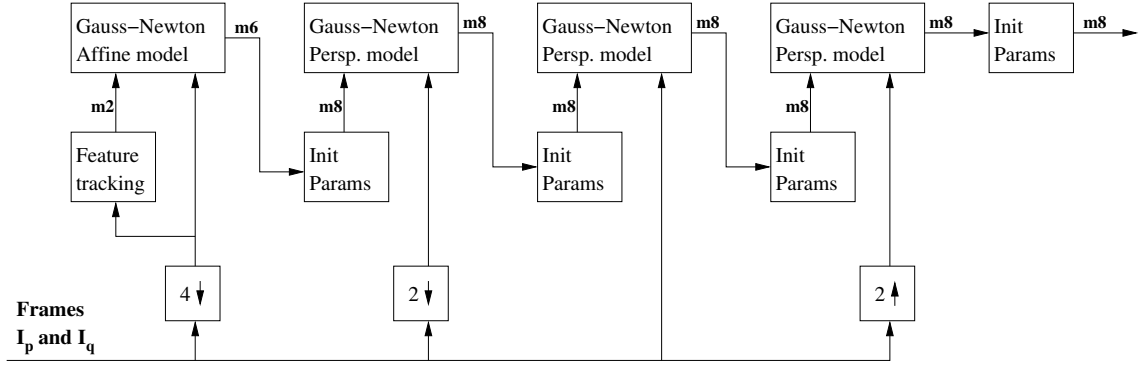 Gauss−Newton
Affine model
m6
Gauss−Newton
Persp. model
m8
Gauss−Newton
Persp. model
m8
Gauss−Newton
Persp. model
m8
Init
Params
m8
m2
m8
m8
m8
Feature
tracking
Init
Params
Init
Params
Init
Params
4
2
2
Frames
I_p and I_q